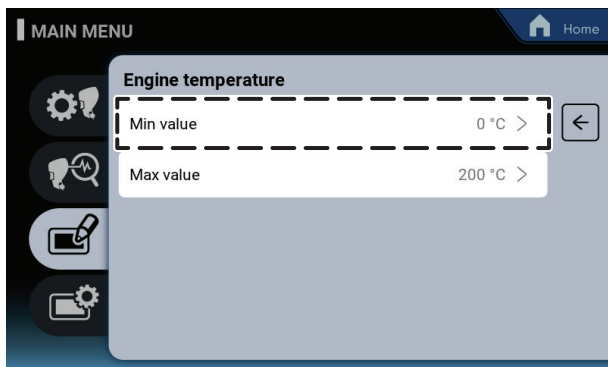 MAIN MENU
Home
Engine temperature
Min value 0 °C >
Max value 200 °C >